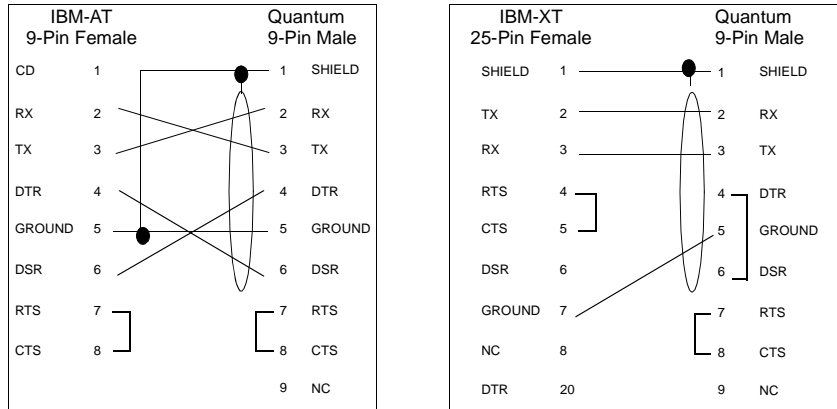 IBM-AT Quantum
9-Pin Female 9-Pin Male
CD 1 1 SHIELD
RX 2 2 RX
TX 3 3 TX
DTR 4 4 DTR
GROUND 5 5 GROUND
DSR 6 6 DSR
RTS 7 7 RTS
CTS 8 8 CTS
9 NC
IBM-XT Quantum
25-Pin Female 9-Pin Male
SHIELD 1 1 SHIELD
TX 2 2 RX
RX 3 3 TX
RTS 4 4 DTR
CTS 5 5 GROUND
DSR 6 6 DSR
GROUND 7 7 RTS
NC 8 8 CTS
DTR 20 9 NC